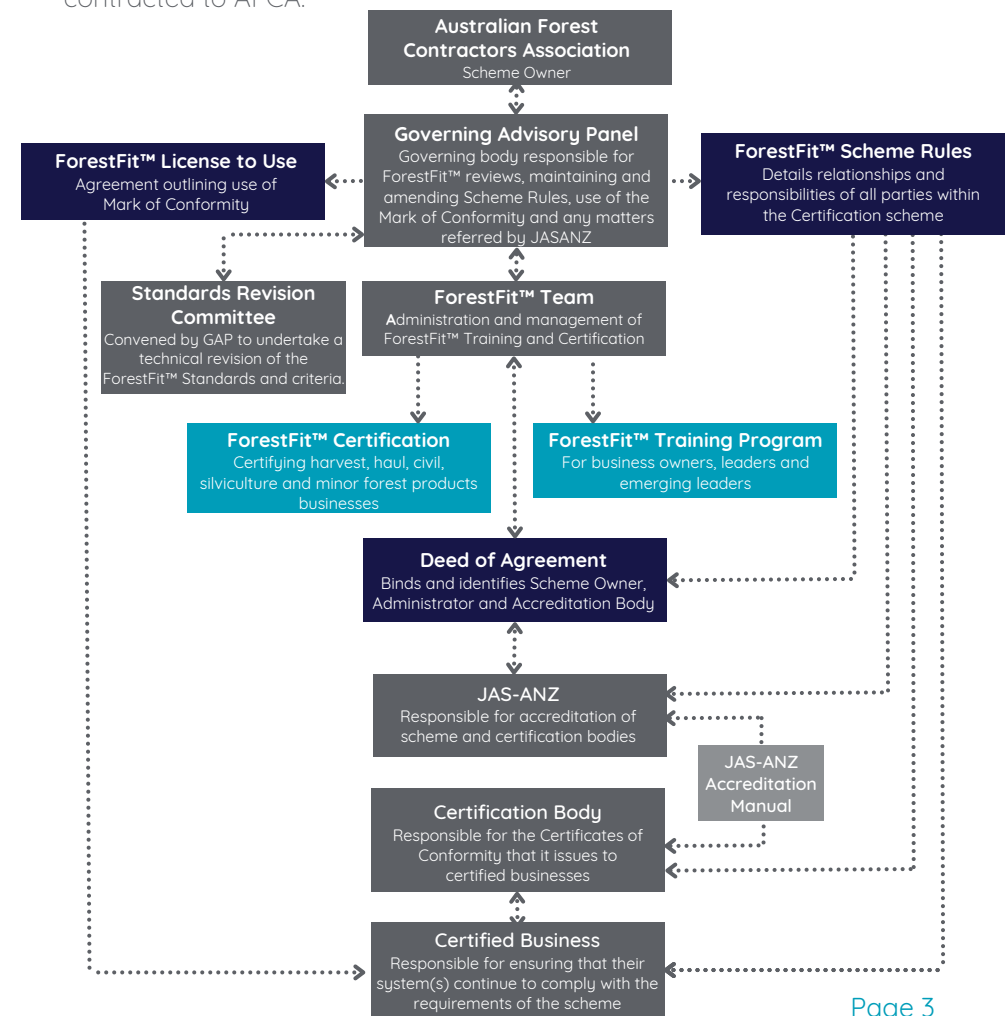 contracted to AFCA.
Australian Forest
Contractors Association
Scheme Owner
Governing Advisory Panel
Governing body responsible for
ForestFit™ reviews, maintaining and
amending Scheme Rules, use of the
Mark of Conformity and any matters
referred by JASANZ
ForestFit™ License to Use
Agreement outlining use of
Mark of Conformity
ForestFit™ Scheme Rules
Details relationships and
responsibilities of all parties within
the Certification scheme
Standards Revision
Committee
Convened by GAP to undertake a
technical revision of the
ForestFit™ Standards and criteria.
ForestFit™ Team
Administration and management of
ForestFit™ Training and Certification
ForestFit™ Certification
Certifying harvest, haul, civil,
silviculture and minor forest products
businesses
ForestFit™ Training Program
For business owners, leaders and
emerging leaders
Deed of Agreement
Binds and identifies Scheme Owner,
Administrator and Accreditation Body
JAS-ANZ
Responsible for accreditation of
scheme and certification bodies
JAS-ANZ
Accreditation
Manual
Certification Body
Responsible for the Certificates of
Conformity that it issues to
certified businesses
Certified Business
Responsible for ensuring that their
system(s) continue to comply with the
requirements of the scheme
Page 3